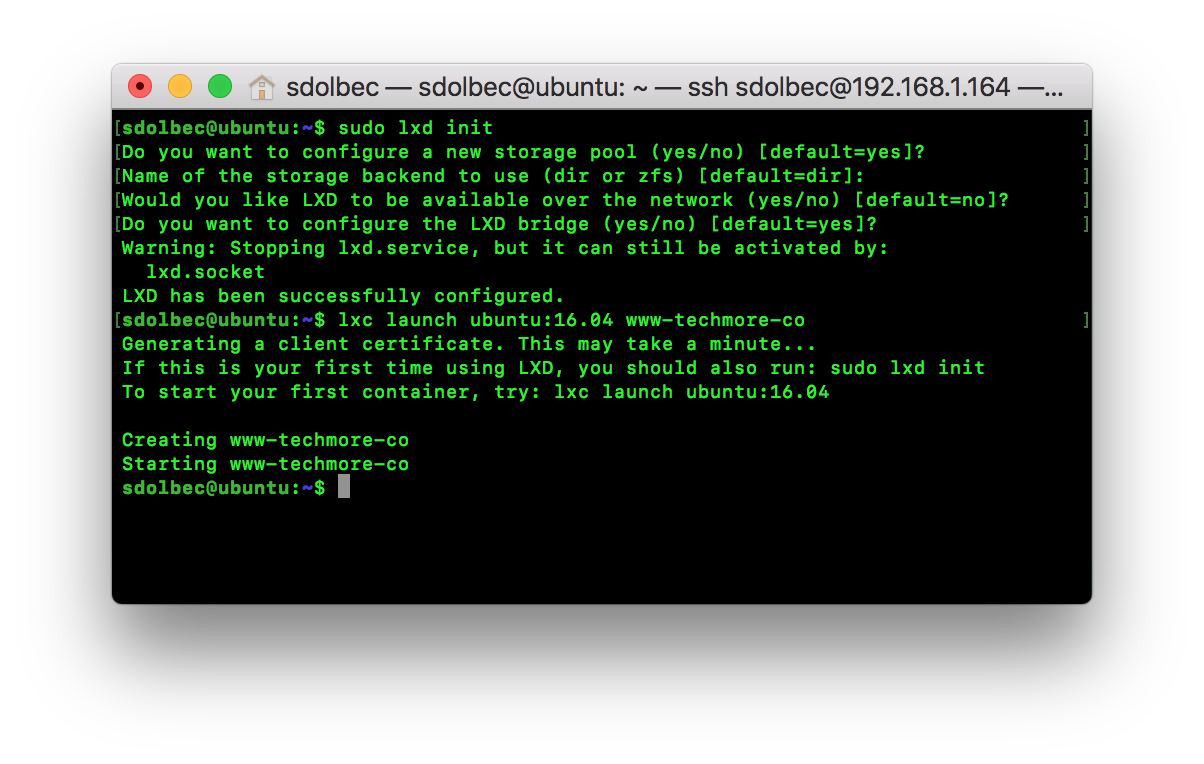 sdolbec — sdolbec@ubuntu: ~ — ssh sdolbec@192.168.1.164 —...
[sdolbec@ubuntu:~$ sudo lxd init ]
[Do you want to configure a new storage pool (yes/no) [default=yes]? ]
[Name of the storage backend to use (dir or zfs) [default=dir]: ]
[Would you like LXD to be available over the network (yes/no) [default=no]? ]
[Do you want to configure the LXD bridge (yes/no) [default=yes]? ]
Warning: Stopping lxd.service, but it can still be activated by:
  lxd.socket
LXD has been successfully configured.
[sdolbec@ubuntu:~$ lxc launch ubuntu:16.04 www-techmore-co ]
Generating a client certificate. This may take a minute...
If this is your first time using LXD, you should also run: sudo lxd init
To start your first container, try: lxc launch ubuntu:16.04
Creating www-techmore-co
Starting www-techmore-co
sdolbec@ubuntu:~$